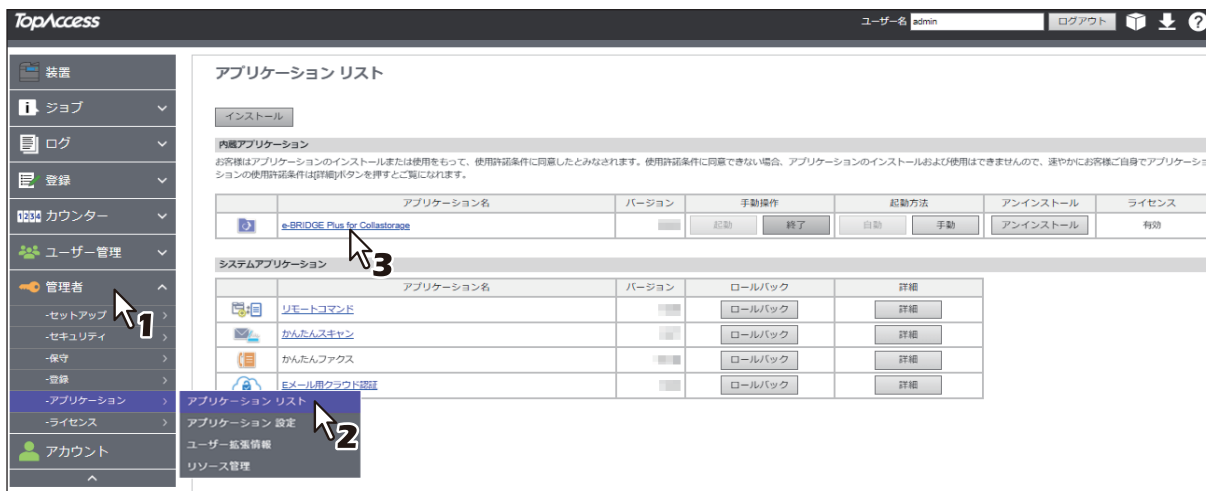 TopAccess
ユーザー名 admin ログアウト ?
装置
ジョブ
ログ
登録
1234 カウンター
ユーザー管理
管理者
1
-セットアップ
-セキュリティ
-保守
-登録
-アプリケーション
-ライセンス
アカウント
アプリケーション リスト
アプリケーション 設定
ユーザー拡張情報
リソース管理
2
アプリケーション リスト
インストール
内蔵アプリケーション
お客様はアプリケーションのインストールまたは使用をもって、使用許諾条件に同意したとみなされます。使用許諾条件に同意できない場合、アプリケーションのインストールおよび使用はできませんので、速やかにお客様ご自身でアプリケーショ
ションの使用許諾条件は[詳細]ボタンを押すとご覧になれます。
アプリケーション名 バージョン 手動操作 起動方法 アンインストール ライセンス
e-BRIDGE Plus for Collastorage 起動 終了 自動 手動 アンインストール 有効
3
システムアプリケーション
アプリケーション名 バージョン ロールバック 詳細
リモートコマンド ロールバック 詳細
かんたんスキャン ロールバック 詳細
かんたんファクス ロールバック 詳細
Eメール用クラウド認証 ロールバック 詳細